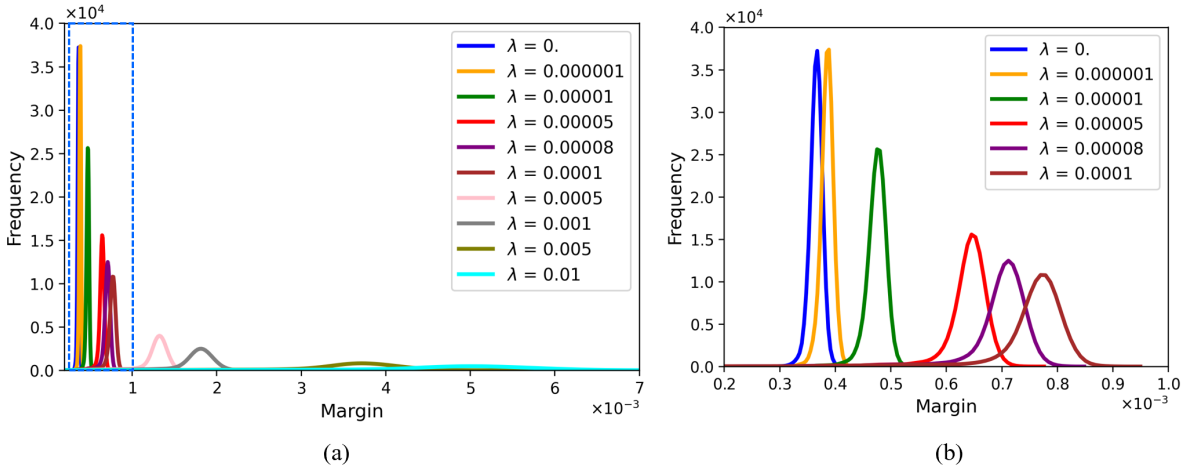 ×10⁴
4.0
3.5
3.0
2.5
2.0
1.5
1.0
0.5
0.0
Frequency
λ = 0.
λ = 0.000001
λ = 0.00001
λ = 0.00005
λ = 0.00008
λ = 0.0001
λ = 0.0005
λ = 0.001
λ = 0.005
λ = 0.01
1 2 3 4 5 6 7
×10⁻³
Margin
(a)
×10⁴
4.0
3.5
3.0
2.5
2.0
1.5
1.0
0.5
0.0
Frequency
λ = 0.
λ = 0.000001
λ = 0.00001
λ = 0.00005
λ = 0.00008
λ = 0.0001
0.2 0.3 0.4 0.5 0.6 0.7 0.8 0.9 1.0
×10⁻³
Margin
(b)